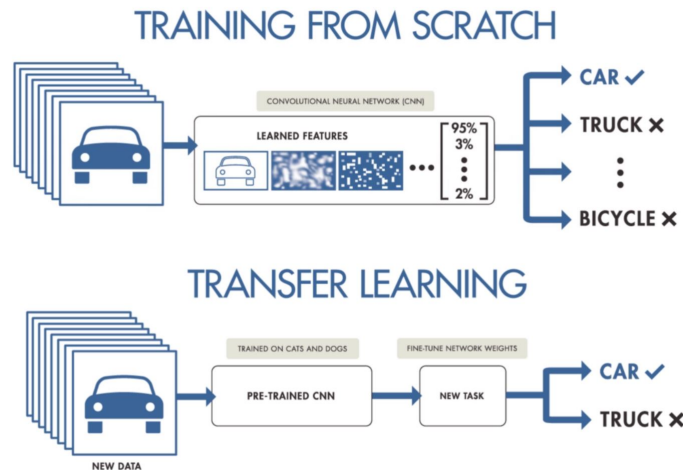 TRAINING FROM SCRATCH
CONVOLUTIONAL NEURAL NETWORK (CNN)
LEARNED FEATURES
95%
3%
2%
CAR ✓
TRUCK ×
BICYCLE ×
TRANSFER LEARNING
TRAINED ON CATS AND DOGS
FINE-TUNE NETWORK WEIGHTS
PRE-TRAINED CNN
NEW TASK
CAR ✓
TRUCK ×
NEW DATA